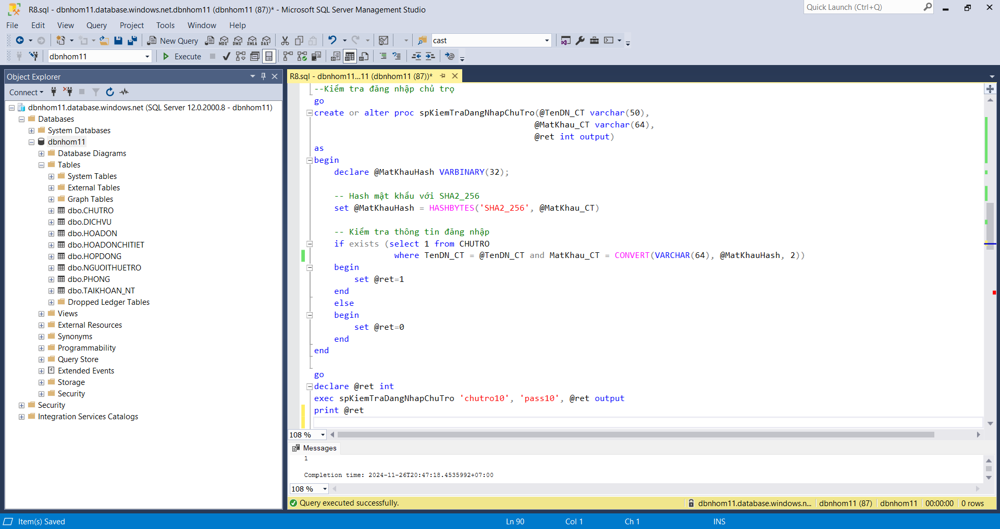 R8.sql - dbnhom11.database.windows.net.dbnhom11 (dbnhom11 (87))* - Microsoft SQL Server Management Studio
Quick Launch (Ctrl+Q)
File Edit View Query Project Tools Window Help
New Query MDX DMX XMLA DAX cast
dbnhom11 Execute
Object Explorer
Connect
dbnhom11.database.windows.net (SQL Server 12.0.2000.8 - dbnhom11)
Databases
System Databases
dbnhom11
Database Diagrams
Tables
System Tables
External Tables
Graph Tables
dbo.CHUTRO
dbo.DICHVU
dbo.HOADON
dbo.HOADONCHITIET
dbo.HOPDONG
dbo.NGUOITHUETRO
dbo.PHONG
dbo.TAIKHOAN_NT
Dropped Ledger Tables
Views
External Resources
Synonyms
Programmability
Query Store
Extended Events
Storage
Security
Security
Integration Services Catalogs
R8.sql - dbnhom11...11 (dbnhom11 (87))*
--Kiểm tra đăng nhập chủ trọ
go
create or alter proc spKiemTraDangNhapChuTro(@TenDN_CT varchar(50),
@MatKhau_CT varchar(64),
@ret int output)
as
begin
declare @MatKhauHash VARBINARY(32);
-- Hash mật khẩu với SHA2_256
set @MatKhauHash = HASHBYTES('SHA2_256', @MatKhau_CT)
-- Kiểm tra thông tin đăng nhập
if exists (select 1 from CHUTRO
where TenDN_CT = @TenDN_CT and MatKhau_CT = CONVERT(VARCHAR(64), @MatKhauHash, 2))
begin
set @ret=1
end
else
begin
set @ret=0
end
end
go
declare @ret int
exec spKiemTraDangNhapChuTro 'chutro10', 'pass10', @ret output
print @ret
108 %
Messages
1
Completion time: 2024-11-26T20:47:18.4535992+07:00
108 %
Query executed successfully.
dbnhom11.database.windows.n... dbnhom11 (87) dbnhom11 00:00:00 0 rows
Item(s) Saved Ln 90 Col 1 Ch 1 INS